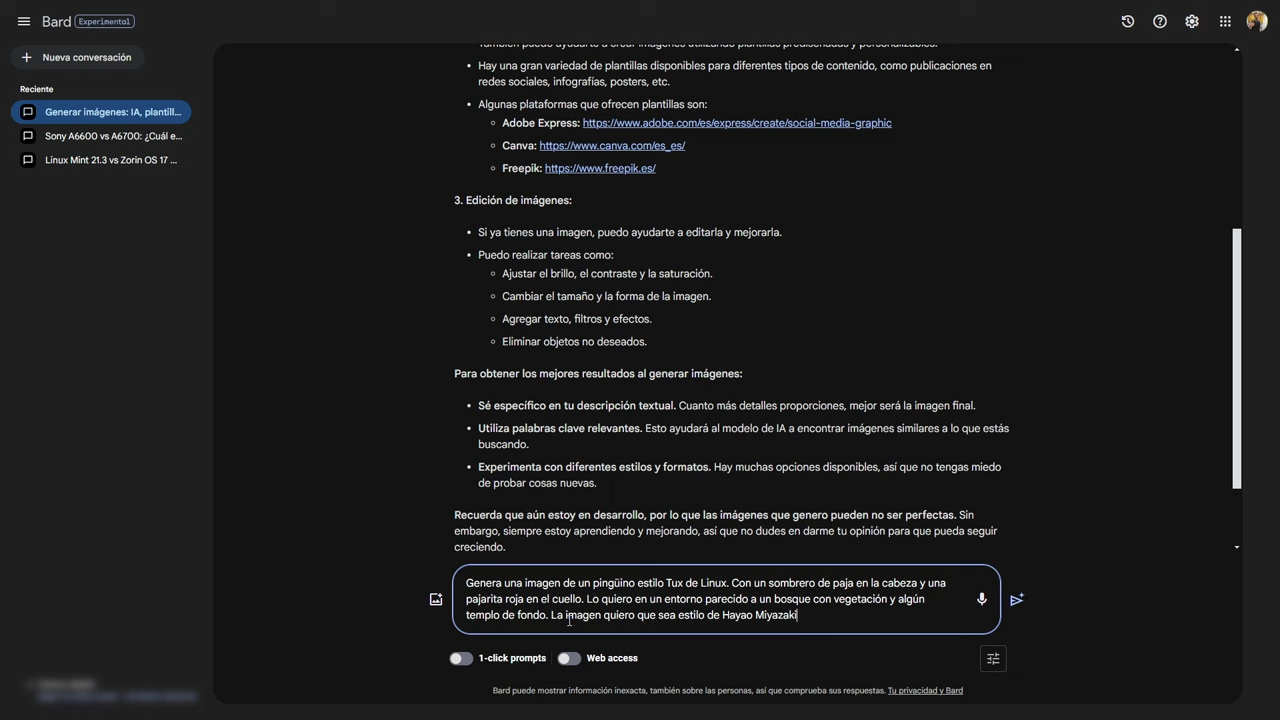 Bard Experimental
Nueva conversación
Reciente
Generar imágenes: IA, plantill...
Sony A6600 vs A6700: ¿Cuál e...
Linux Mint 21.3 vs Zorin OS 17 ...
También puedo ayudarte a crear imágenes utilizando plantillas prediseñadas y personalizables.
Hay una gran variedad de plantillas disponibles para diferentes tipos de contenido, como publicaciones en
redes sociales, infografías, posters, etc.
Algunas plataformas que ofrecen plantillas son:
Adobe Express: https://www.adobe.com/es/express/create/social-media-graphic
Canva: https://www.canva.com/es_es/
Freepik: https://www.freepik.es/
3. Edición de imágenes:
Si ya tienes una imagen, puedo ayudarte a editarla y mejorarla.
Puedo realizar tareas como:
Ajustar el brillo, el contraste y la saturación.
Cambiar el tamaño y la forma de la imagen.
Agregar texto, filtros y efectos.
Eliminar objetos no deseados.
Para obtener los mejores resultados al generar imágenes:
Sé específico en tu descripción textual. Cuanto más detalles proporciones, mejor será la imagen final.
Utiliza palabras clave relevantes. Esto ayudará al modelo de IA a encontrar imágenes similares a lo que estás
buscando.
Experimenta con diferentes estilos y formatos. Hay muchas opciones disponibles, así que no tengas miedo
de probar cosas nuevas.
Recuerda que aún estoy en desarrollo, por lo que las imágenes que genero pueden no ser perfectas. Sin
embargo, siempre estoy aprendiendo y mejorando, así que no dudes en darme tu opinión para que pueda seguir
creciendo.
Genera una imagen de un pingüino estilo Tux de Linux. Con un sombrero de paja en la cabeza y una
pajarita roja en el cuello. Lo quiero en un entorno parecido a un bosque con vegetación y algún
templo de fondo. La imagen quiero que sea estilo de Hayao Miyazaki
1-click prompts Web access
Bard puede mostrar información inexacta, también sobre las personas, así que comprueba sus respuestas. Tu privacidad y Bard